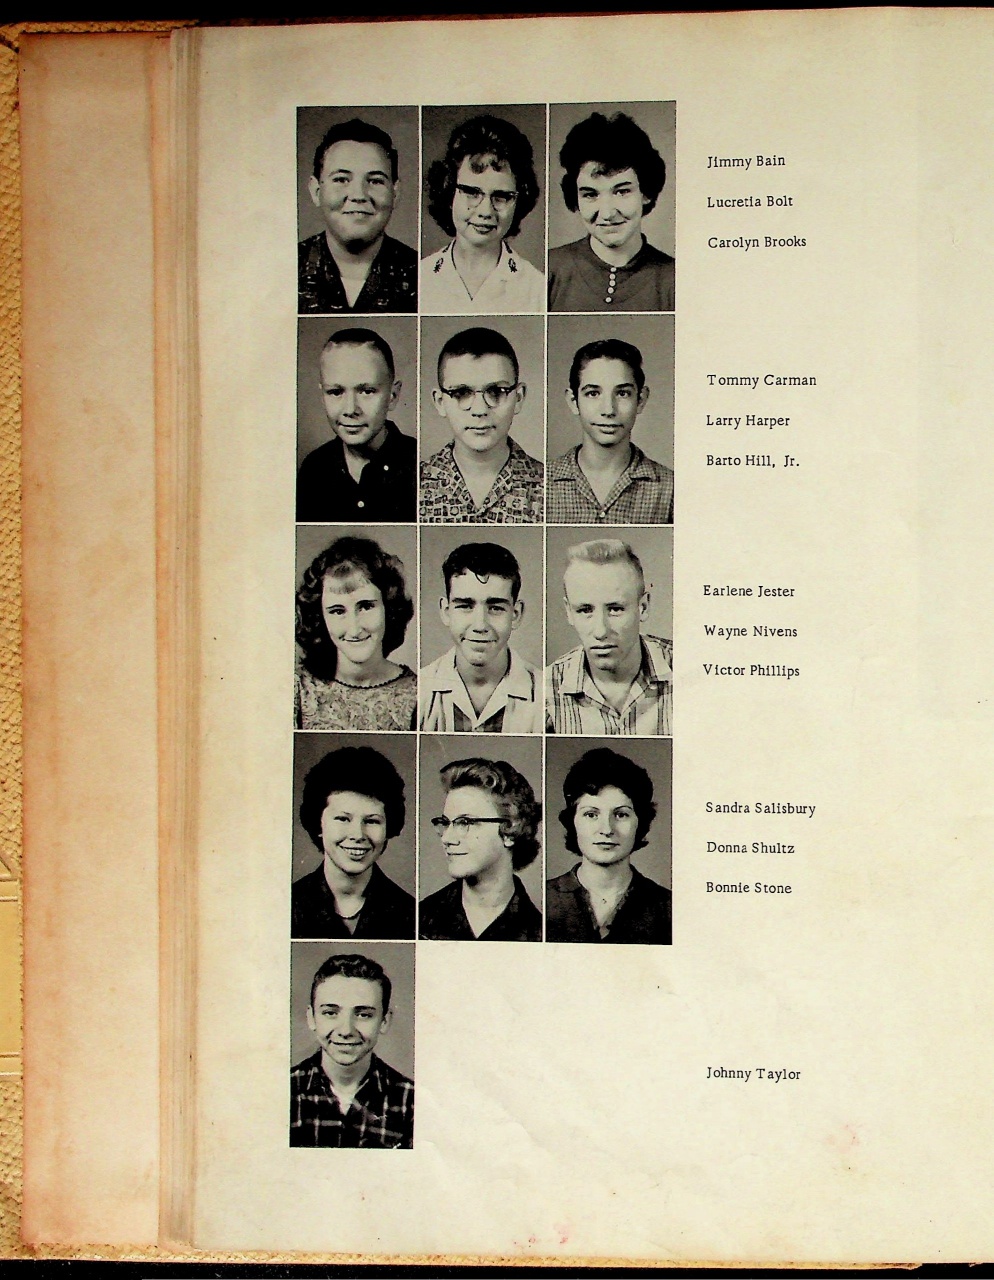 Jimmy Bain
Lucretia Bolt
Carolyn Brooks
Tommy Carman
Larry Harper
Barto Hill, Jr.
Earlene Jester
Wayne Nivens
Victor Phillips
Sandra Salisbury
Donna Shultz
Bonnie Stone
Johnny Taylor